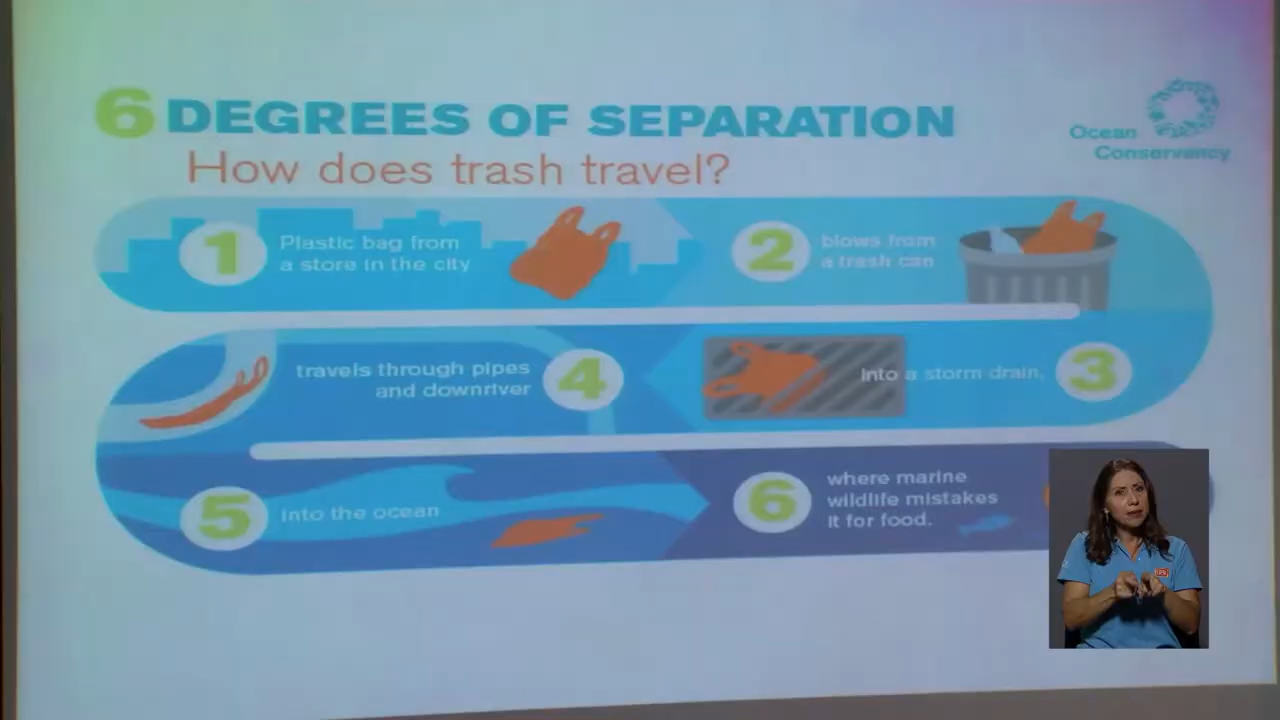 6 DEGREES OF SEPARATION
How does trash travel?
Ocean
Conservancy
1
Plastic bag from
a store in the city
2
blows from
a trash can
3
into a storm drain,
4
travels through pipes
and downriver
5
into the ocean
6
where marine
wildlife mistakes
it for food.